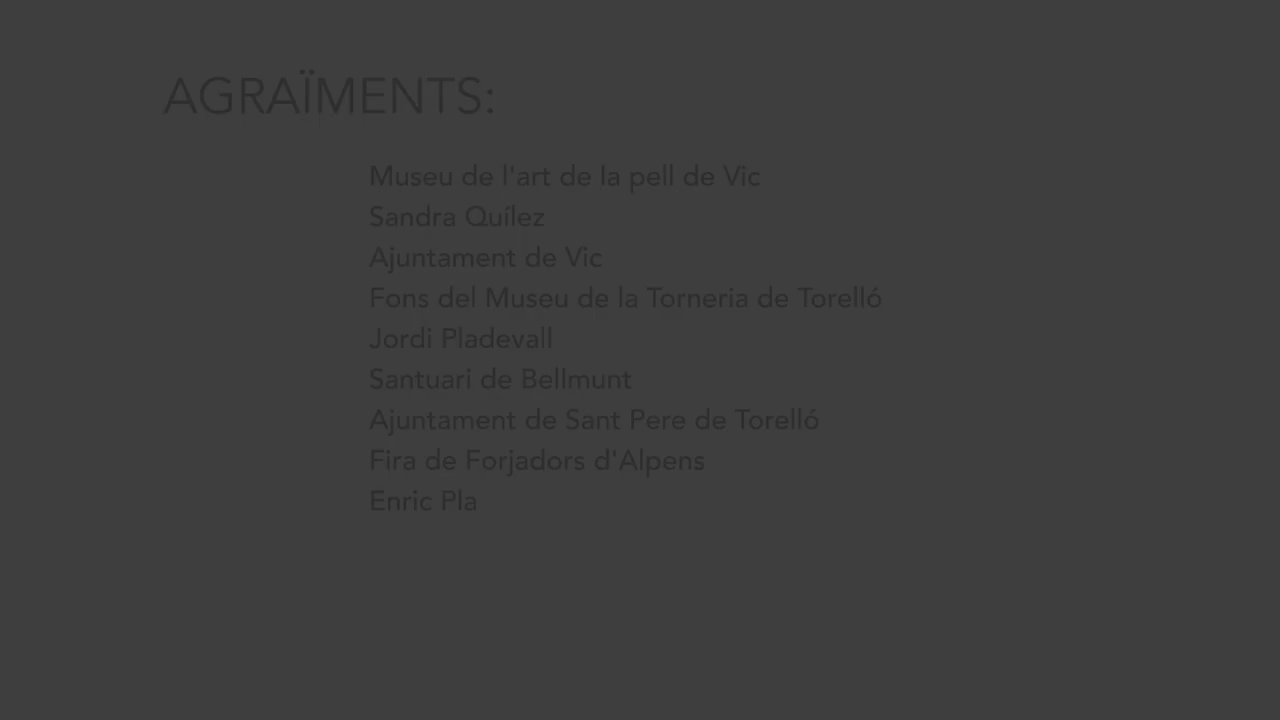 AGRAÏMENTS:
Museu de l'art de la pell de Vic
Sandra Quílez
Ajuntament de Vic
Fons del Museu de la Torneria de Torelló
Jordi Pladevall
Santuari de Bellmunt
Ajuntament de Sant Pere de Torelló
Fira de Forjadors d'Alpens
Enric Pla